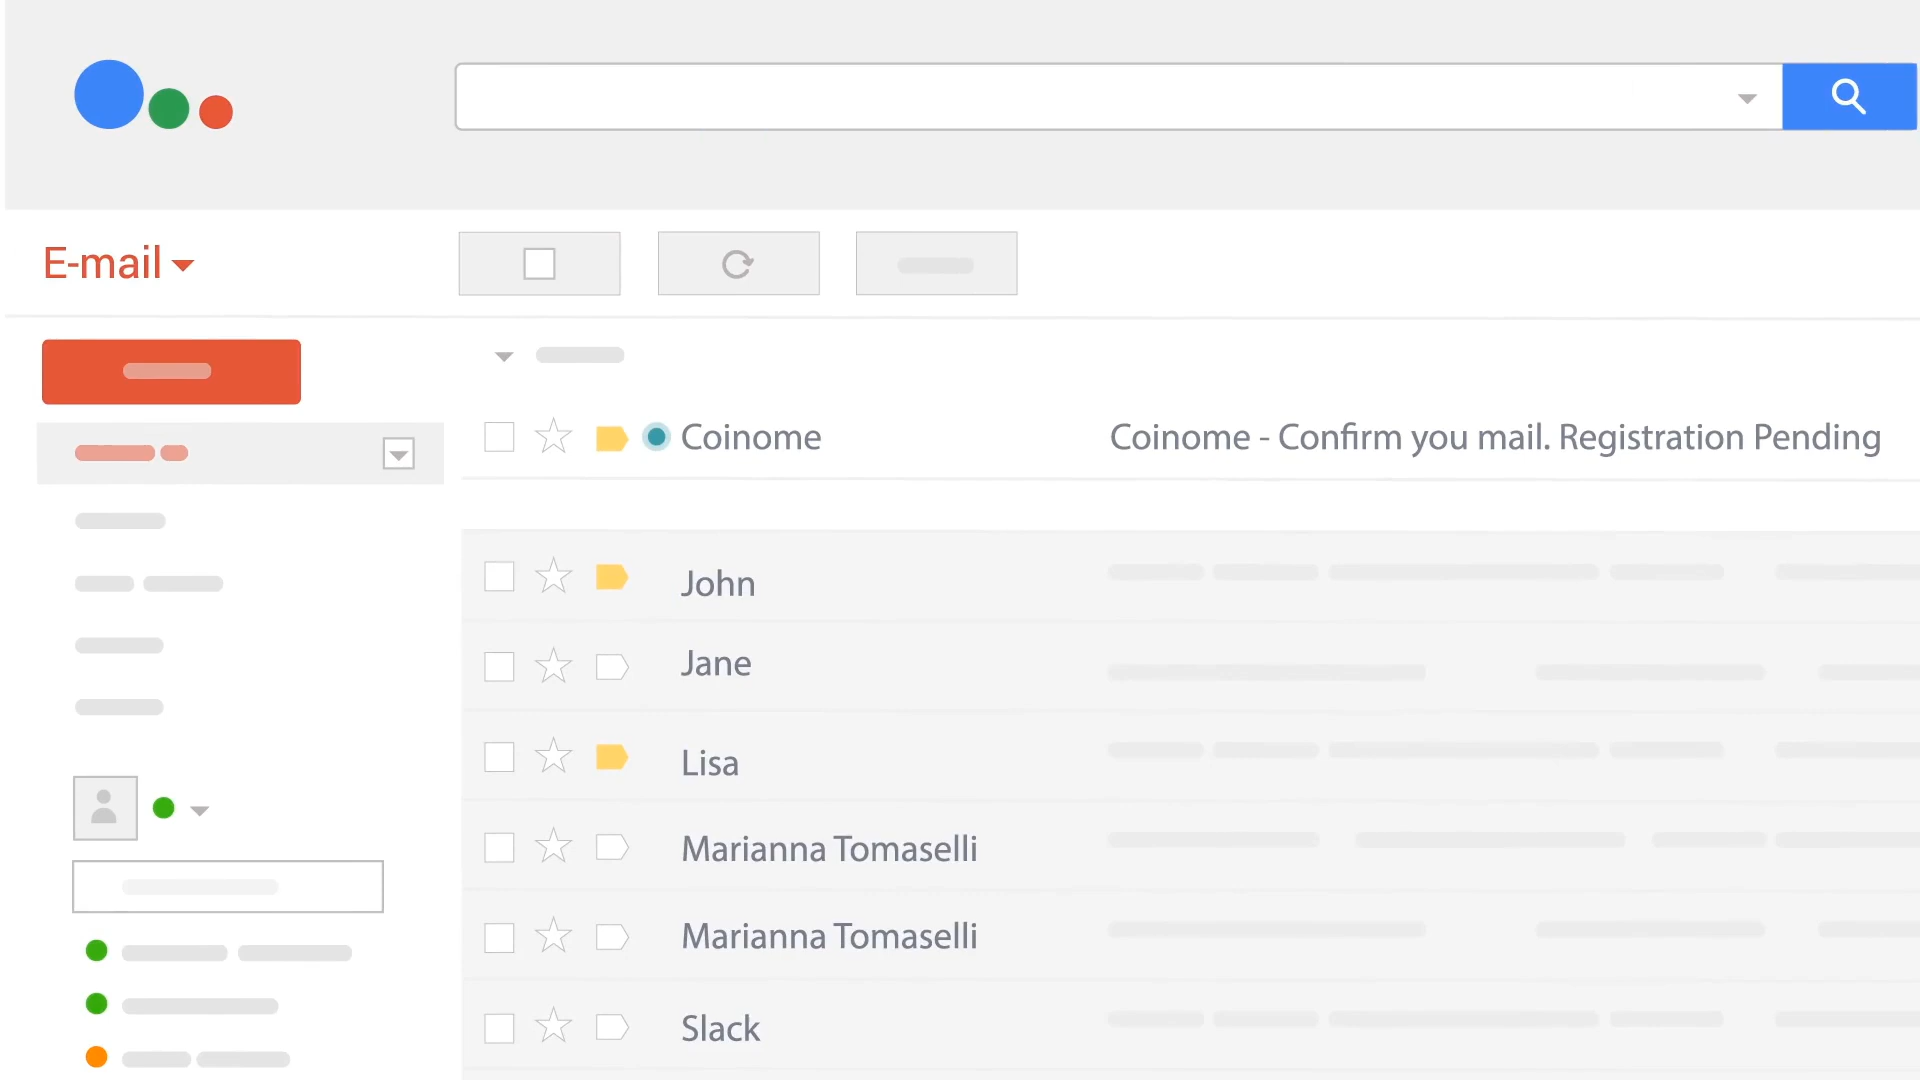 E-mail
Coinome
Coinome - Confirm you mail. Registration Pending
John
Jane
Lisa
Marianna Tomaselli
Marianna Tomaselli
Slack